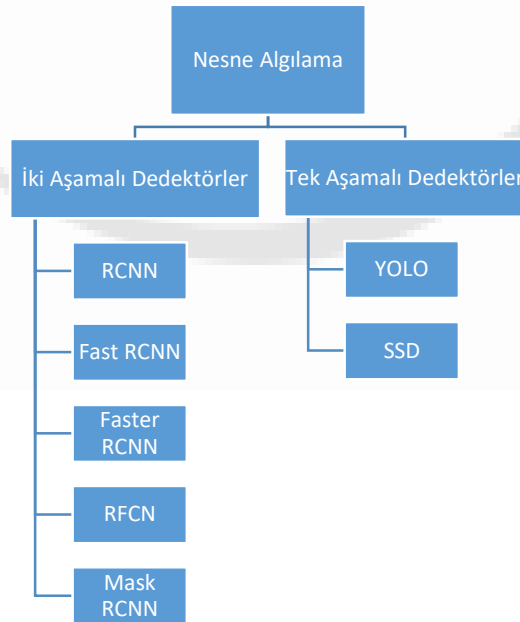 Nesne Algılama
İki Aşamalı Dedektörler
Tek Aşamalı Dedektörler
RCNN
Fast RCNN
Faster
RCNN
RFCN
Mask
RCNN
YOLO
SSD